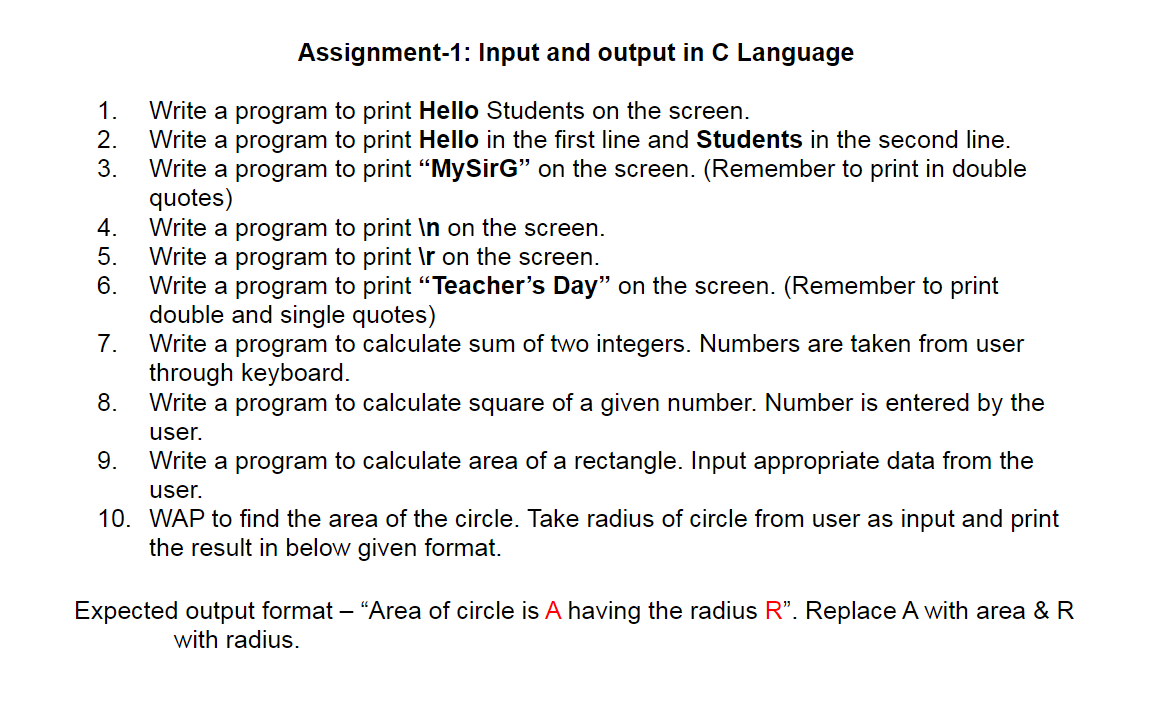 Assignment-1: Input and output in C Language
1. Write a program to print Hello Students on the screen.
2. Write a program to print Hello in the first line and Students in the second line.
3. Write a program to print “MySirG” on the screen. (Remember to print in double
quotes)
4. Write a program to print \n on the screen.
5. Write a program to print \r on the screen.
6. Write a program to print “Teacher’s Day” on the screen. (Remember to print
double and single quotes)
7. Write a program to calculate sum of two integers. Numbers are taken from user
through keyboard.
8. Write a program to calculate square of a given number. Number is entered by the
user.
9. Write a program to calculate area of a rectangle. Input appropriate data from the
user.
10. WAP to find the area of the circle. Take radius of circle from user as input and print
the result in below given format.
Expected output format – “Area of circle is A having the radius R”. Replace A with area & R
with radius.